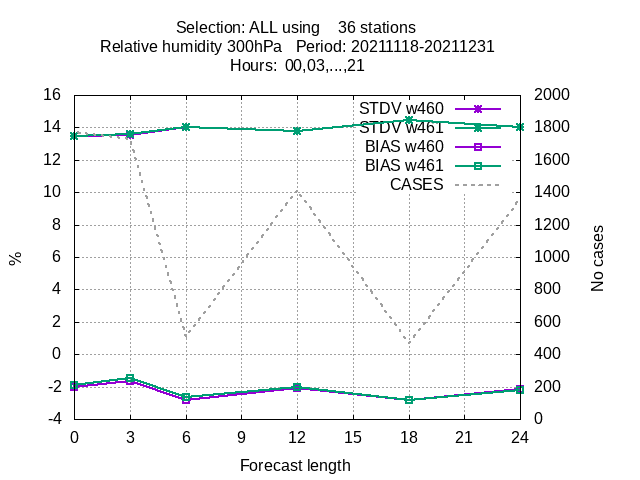 Selection: ALL using    36 stations
Relative humidity 300hPa   Period: 20211118-20211231
Hours:  00,03,...,21
16 2000
14 1800
12 1600
10 1400
8 1200
6 1000
4 800
2 600
0 400
-2 200
-4 0
STDV w460
STDV w461
BIAS w460
BIAS w461
CASES
%
No cases
0 3 6 9 12 15 18 21 24
Forecast length